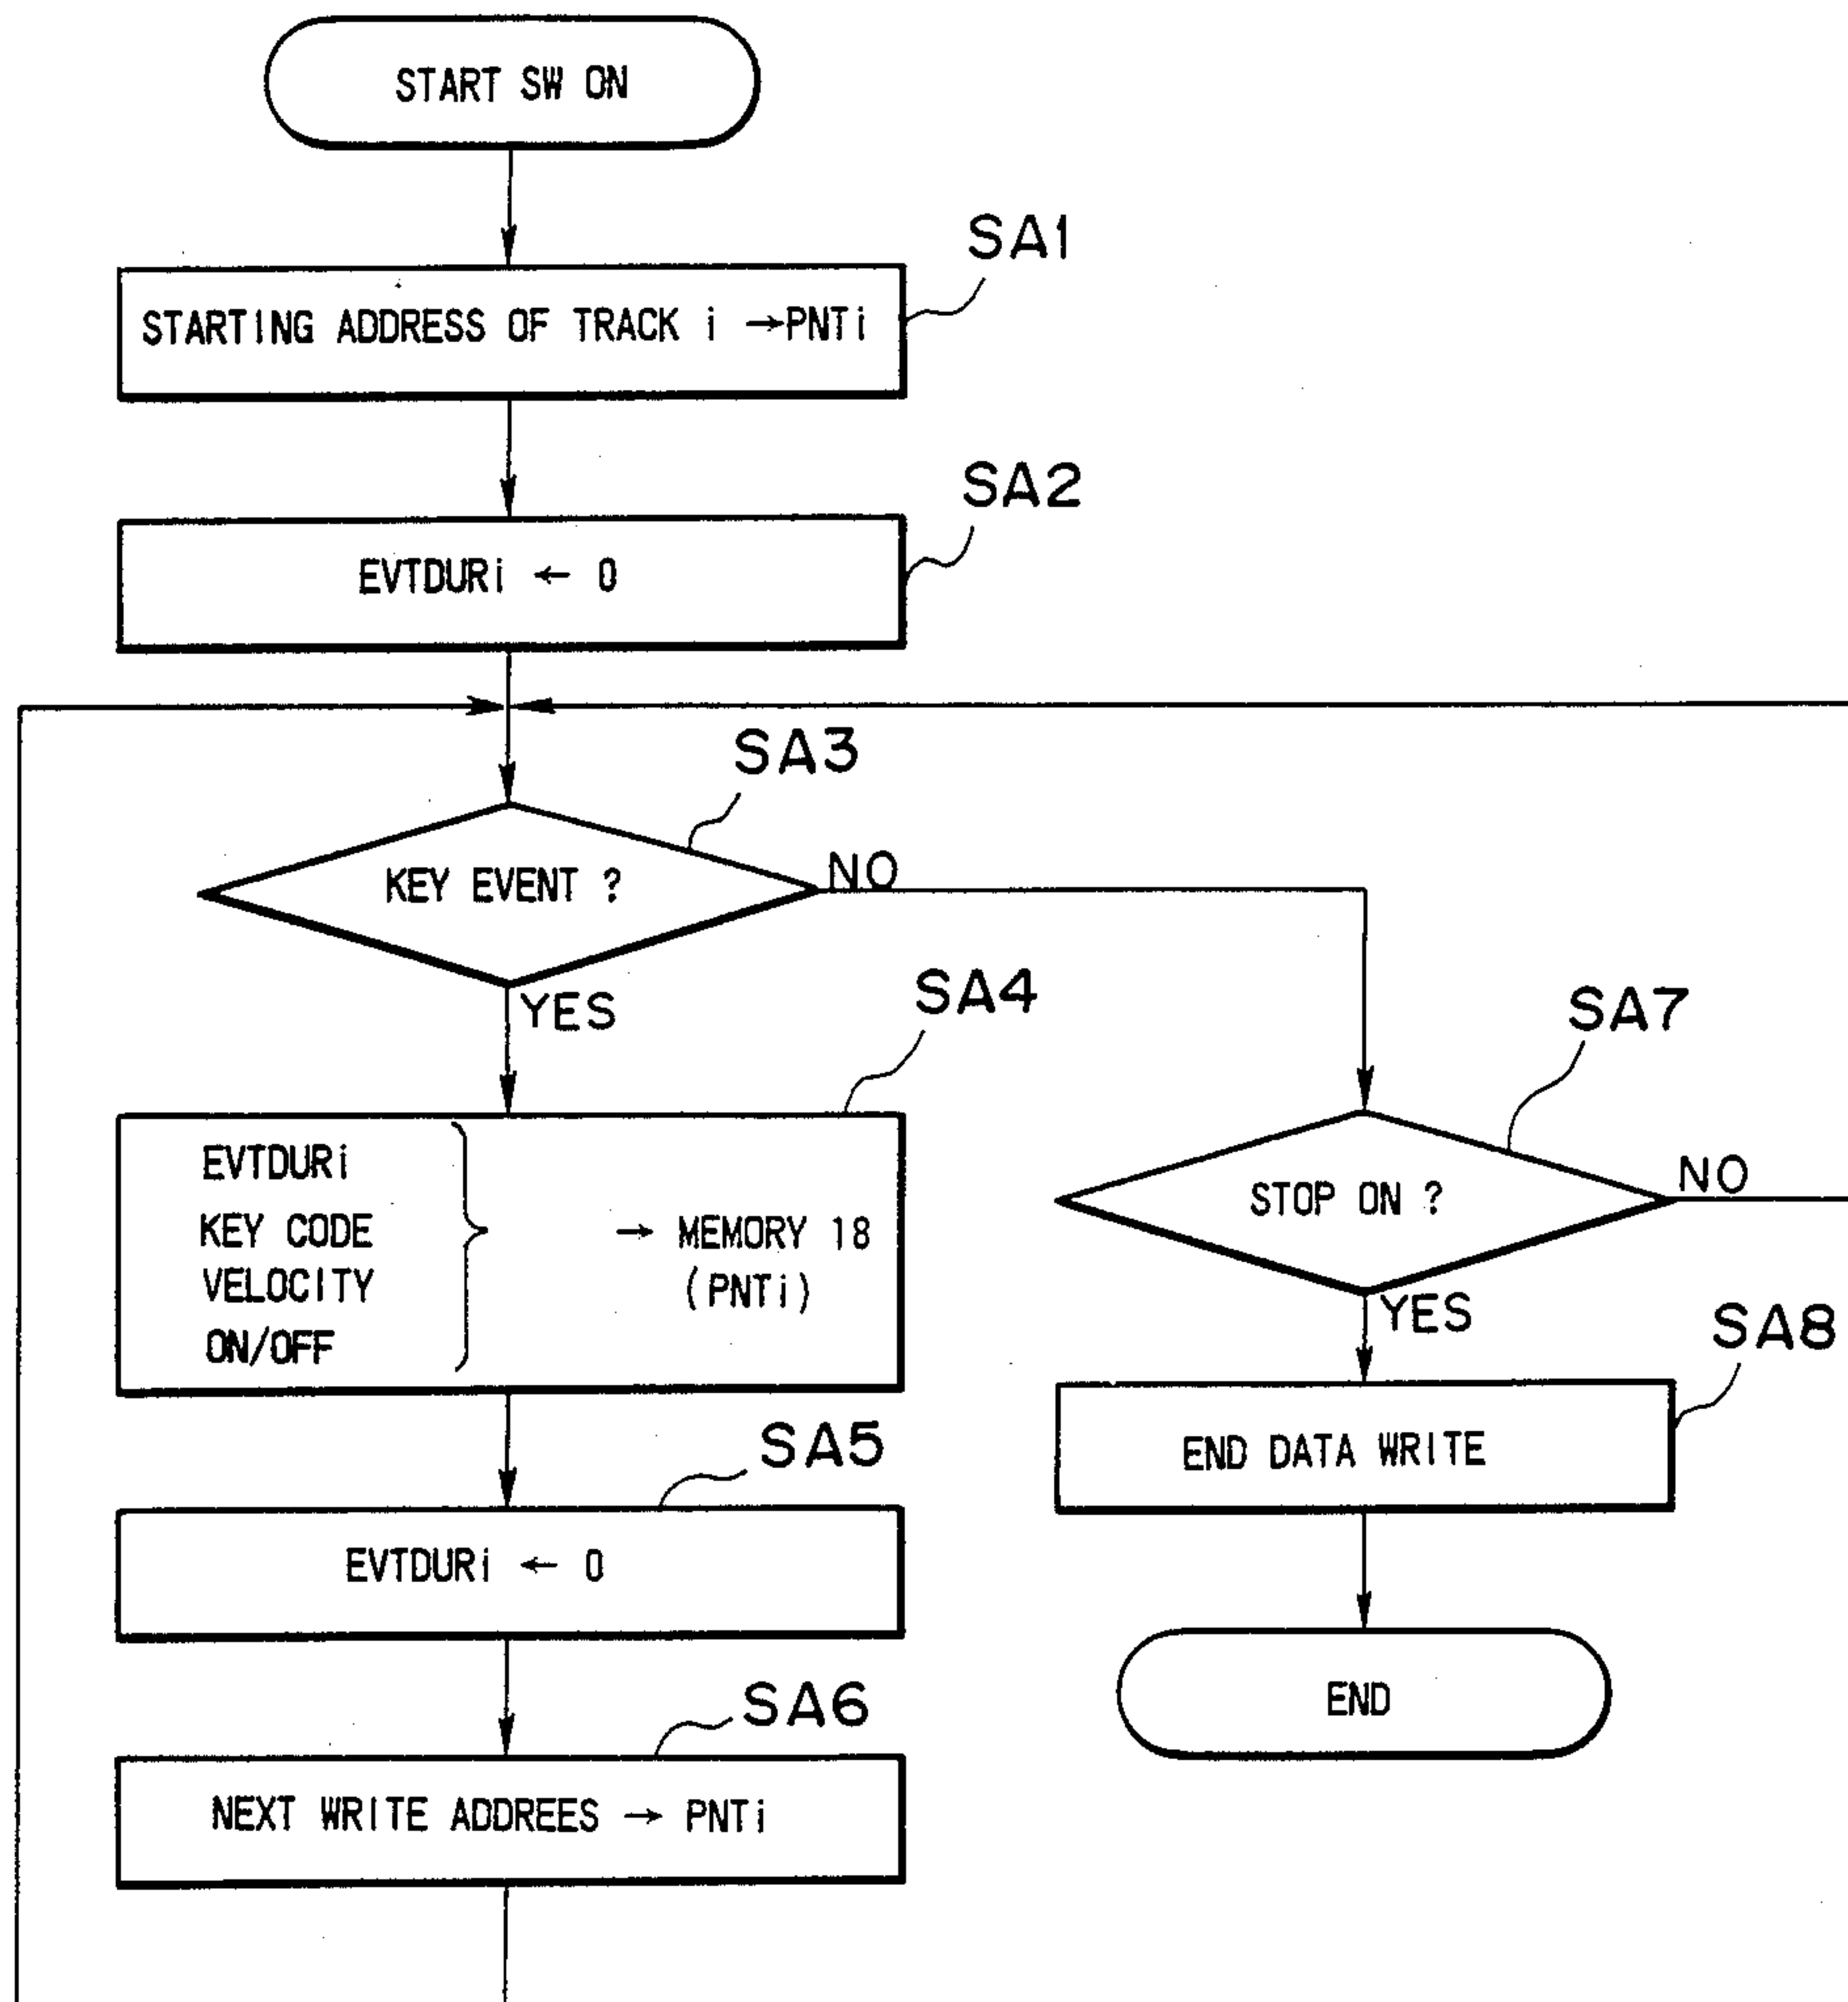 START SW ON
SA1
STARTING ADDRESS OF TRACK i →PNTi
SA2
EVTDURi ← 0
SA3
KEY EVENT ?
NO
YES
SA4
EVTDURi
KEY CODE
VELOCITY
ON/OFF
→ MEMORY 18
(PNTi)
SA7
STOP ON ?
NO
YES
SA8
END DATA WRITE
END
SA5
EVTDURi ← 0
SA6
NEXT WRITE ADDREES → PNTi